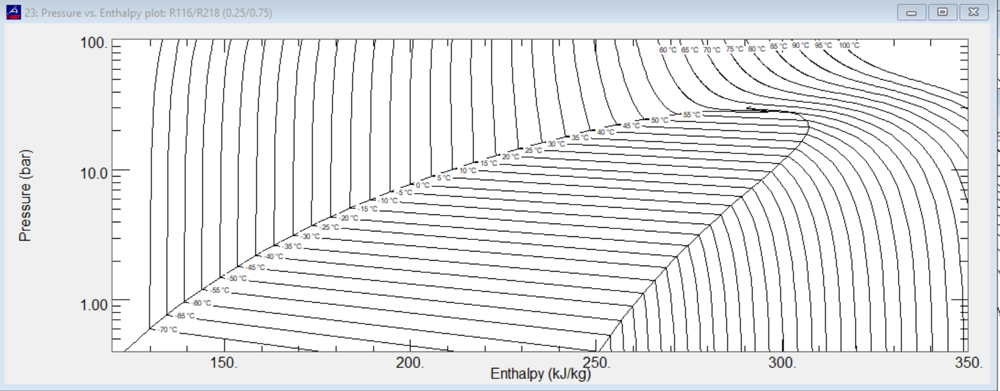 23: Pressure vs. Enthalpy plot: R116/R218 (0.25/0.75)
100.
60 °C 65 °C 70 °C 75 °C 80 °C 85 °C 90 °C 95 °C 100 °C
55 °C
50 °C
45 °C
40 °C
35 °C
30 °C
25 °C
20 °C
15 °C
10 °C
10.0
5 °C
0 °C
-5 °C
-10 °C
-15 °C
-20 °C
-25 °C
-30 °C
-35 °C
-40 °C
-45 °C
-50 °C
-55 °C
-60 °C
1.00
-65 °C
-70 °C
Pressure (bar)
150. 200. 250. 300. 350.
Enthalpy (kJ/kg)